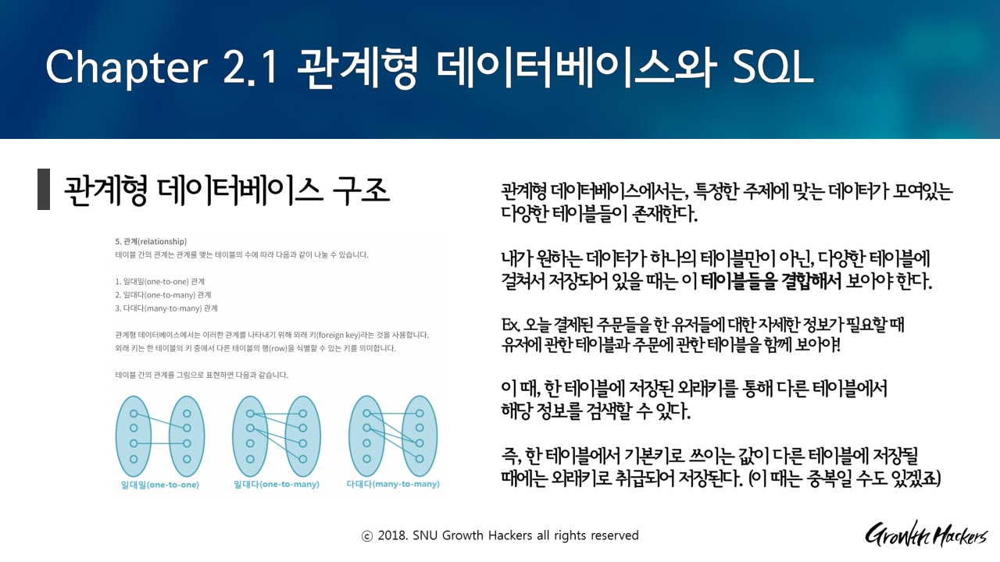 Chapter 2.1 관계형 데이터베이스와 SQL
관계형 데이터베이스 구조
5. 관계(relationship)
테이블 간의 관계는 관계를 맺는 테이블의 수에 따라 다음과 같이 나눌 수 있습니다.
1. 일대일(one-to-one) 관계
2. 일대다(one-to-many) 관계
3. 다대다(many-to-many) 관계
관계형 데이터베이스에서는 이러한 관계를 나타내기 위해 외래 키(foreign key)라는 것을 사용합니다.
외래 키는 한 테이블의 키 중에서 다른 테이블의 행(row)을 식별할 수 있는 키를 의미합니다.
테이블 간의 관계를 그림으로 표현하면 다음과 같습니다.
일대일(one-to-one)
일대다(one-to-many)
다대다(many-to-many)
관계형 데이터베이스에서는, 특정한 주제에 맞는 데이터가 모여있는
다양한 테이블들이 존재한다.
내가 원하는 데이터가 하나의 테이블만이 아닌, 다양한 테이블에
걸쳐서 저장되어 있을 때는 이 테이블들을 결합해서 보아야 한다.
Ex. 오늘 결제된 주문들을 한 유저들에 대한 자세한 정보가 필요할 때
유저에 관한 테이블과 주문에 관한 테이블을 함께 보아야!
이 때, 한 테이블에 저장된 외래키를 통해 다른 테이블에서
해당 정보를 검색할 수 있다.
즉, 한 테이블에서 기본키로 쓰이는 값이 다른 테이블에 저장될
때에는 외래키로 취급되어 저장된다. (이 때는 중복일 수도 있겠죠)
ⓒ 2018. SNU Growth Hackers all rights reserved
Growth Hackers